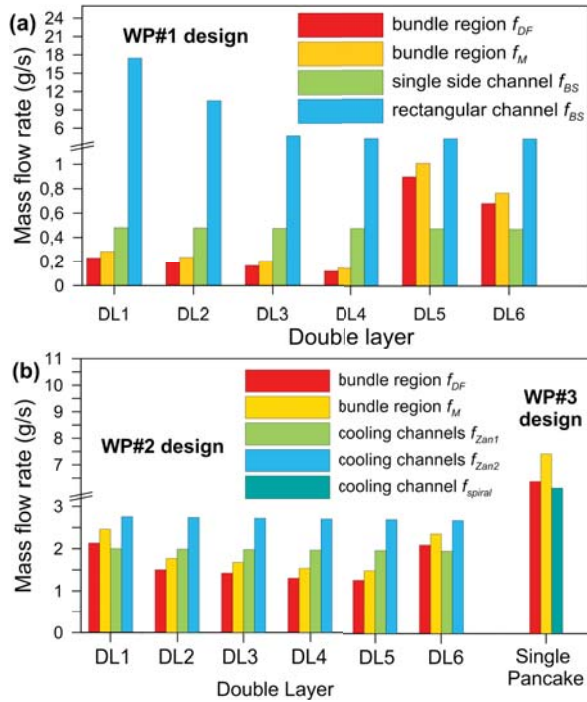 (a)
WP#1 design
bundle region fDF
bundle region fM
single side channel fBS
rectangular channel fBS
Mass flow rate (g/s)
24
21
18
15
12
9
6
1
0,8
0,6
0,4
0,2
0
DL1 DL2 DL3 DL4 DL5 DL6
Double layer
(b)
WP#2 design
bundle region fDF
bundle region fM
cooling channels fZan1
cooling channels fZan2
cooling channel fspiral
WP#3
design
Mass flow rate (g/s)
11
10
9
8
7
3
2
1
0
DL1 DL2 DL3 DL4 DL5 DL6 Single
Pancake
Double Layer